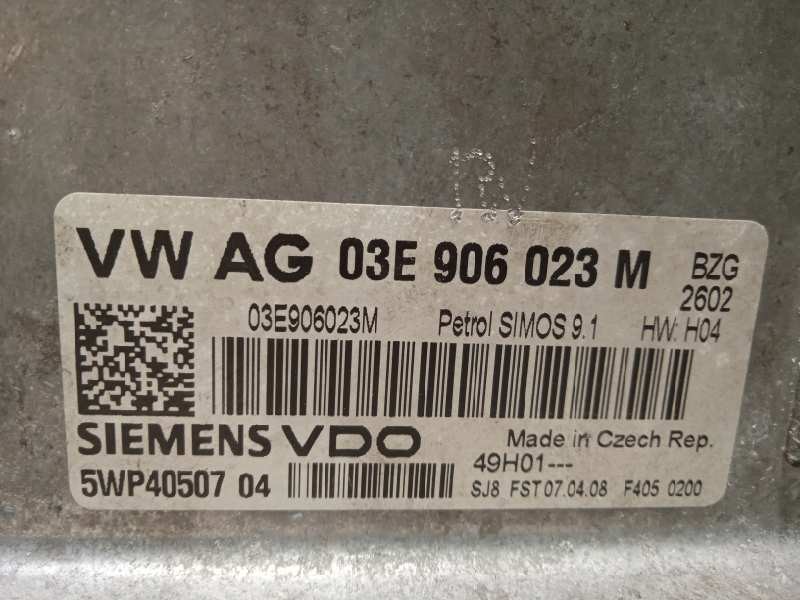 VW AG 03E 906 023 M BZG
2602
03E906023M Petrol SIMOS 9.1 HW: H04
SIEMENS VDO Made in Czech Rep.
5WP40507 04 49H01---
SJ8 FST 07.04.08 F405 0200